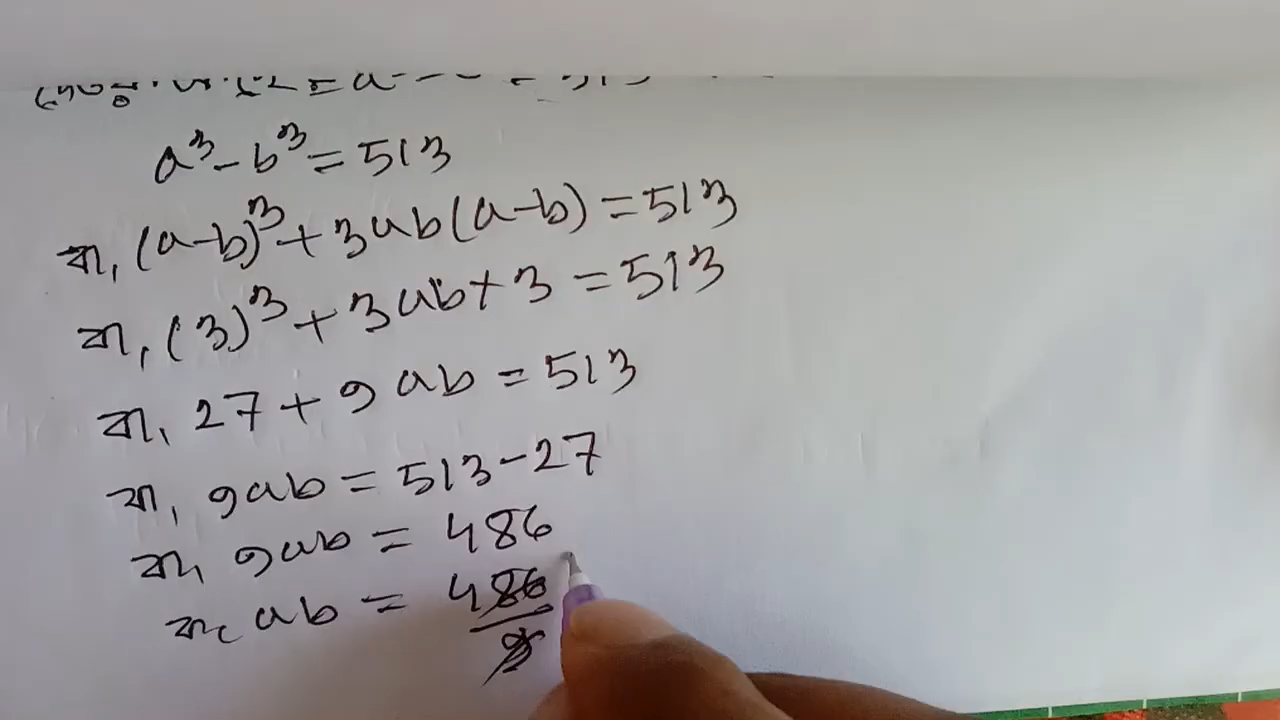 a³ - b³ = 513
বা, (a-b)³ + 3ab(a-b) = 513
বা, (3)³ + 3ab × 3 = 513
বা, 27 + 9ab = 513
বা, 9ab = 513 - 27
বা, 9ab = 486
বা, ab = 486/9